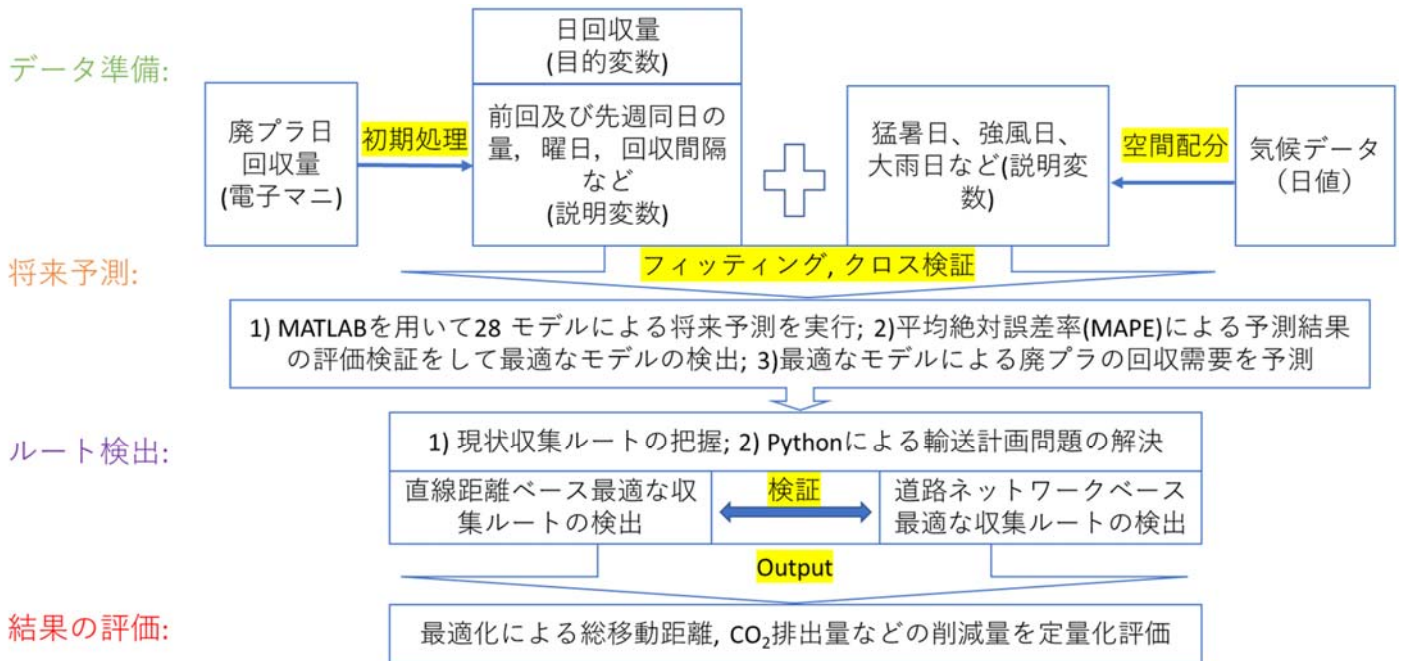 データ準備:
廃プラ日
回収量
(電子マニ)
初期処理
日回収量
(目的変数)
前回及び先週同日の
量，曜日，回収間隔
など
(説明変数)
猛暑日、強風日、
大雨日など(説明変
数)
空間配分
気候データ
（日値）
将来予測:
フィッティング, クロス検証
1) MATLABを用いて28 モデルによる将来予測を実行; 2)平均絶対誤差率(MAPE)による予測結果
の評価検証をして最適なモデルの検出; 3)最適なモデルによる廃プラの回収需要を予測
ルート検出:
1) 現状収集ルートの把握; 2) Pythonによる輸送計画問題の解決
直線距離ベース最適な収
集ルートの検出
検証
道路ネットワークベース
最適な収集ルートの検出
Output
結果の評価:
最適化による総移動距離, CO₂排出量などの削減量を定量化評価